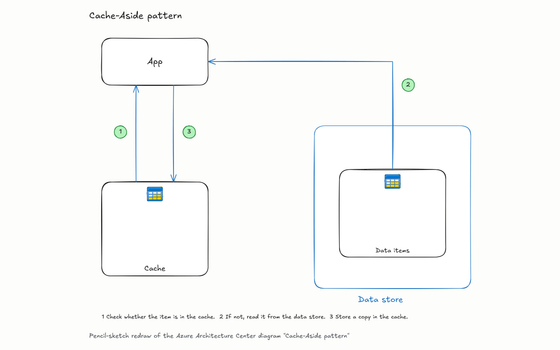 Cache-Aside pattern
App
2
1
3
Cache
Data items
Data store
1 Check whether the item is in the cache. 2 If not, read it from the data store. 3 Store a copy in the cache.
Pencil-sketch redraw of the Azure Architecture Center diagram "Cache-Aside pattern"